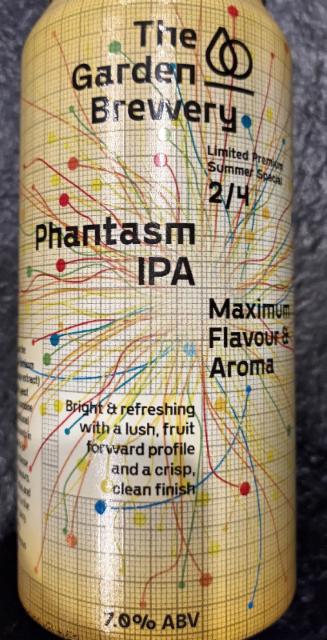 The
Garden
Brewery
Limited Premium
Summer Special
2/4
Phantasm
IPA
Maximum
Flavour &
Aroma
Bright & refreshing
with a lush, fruit
forward profile
and a crisp,
clean finish
7.0% ABV